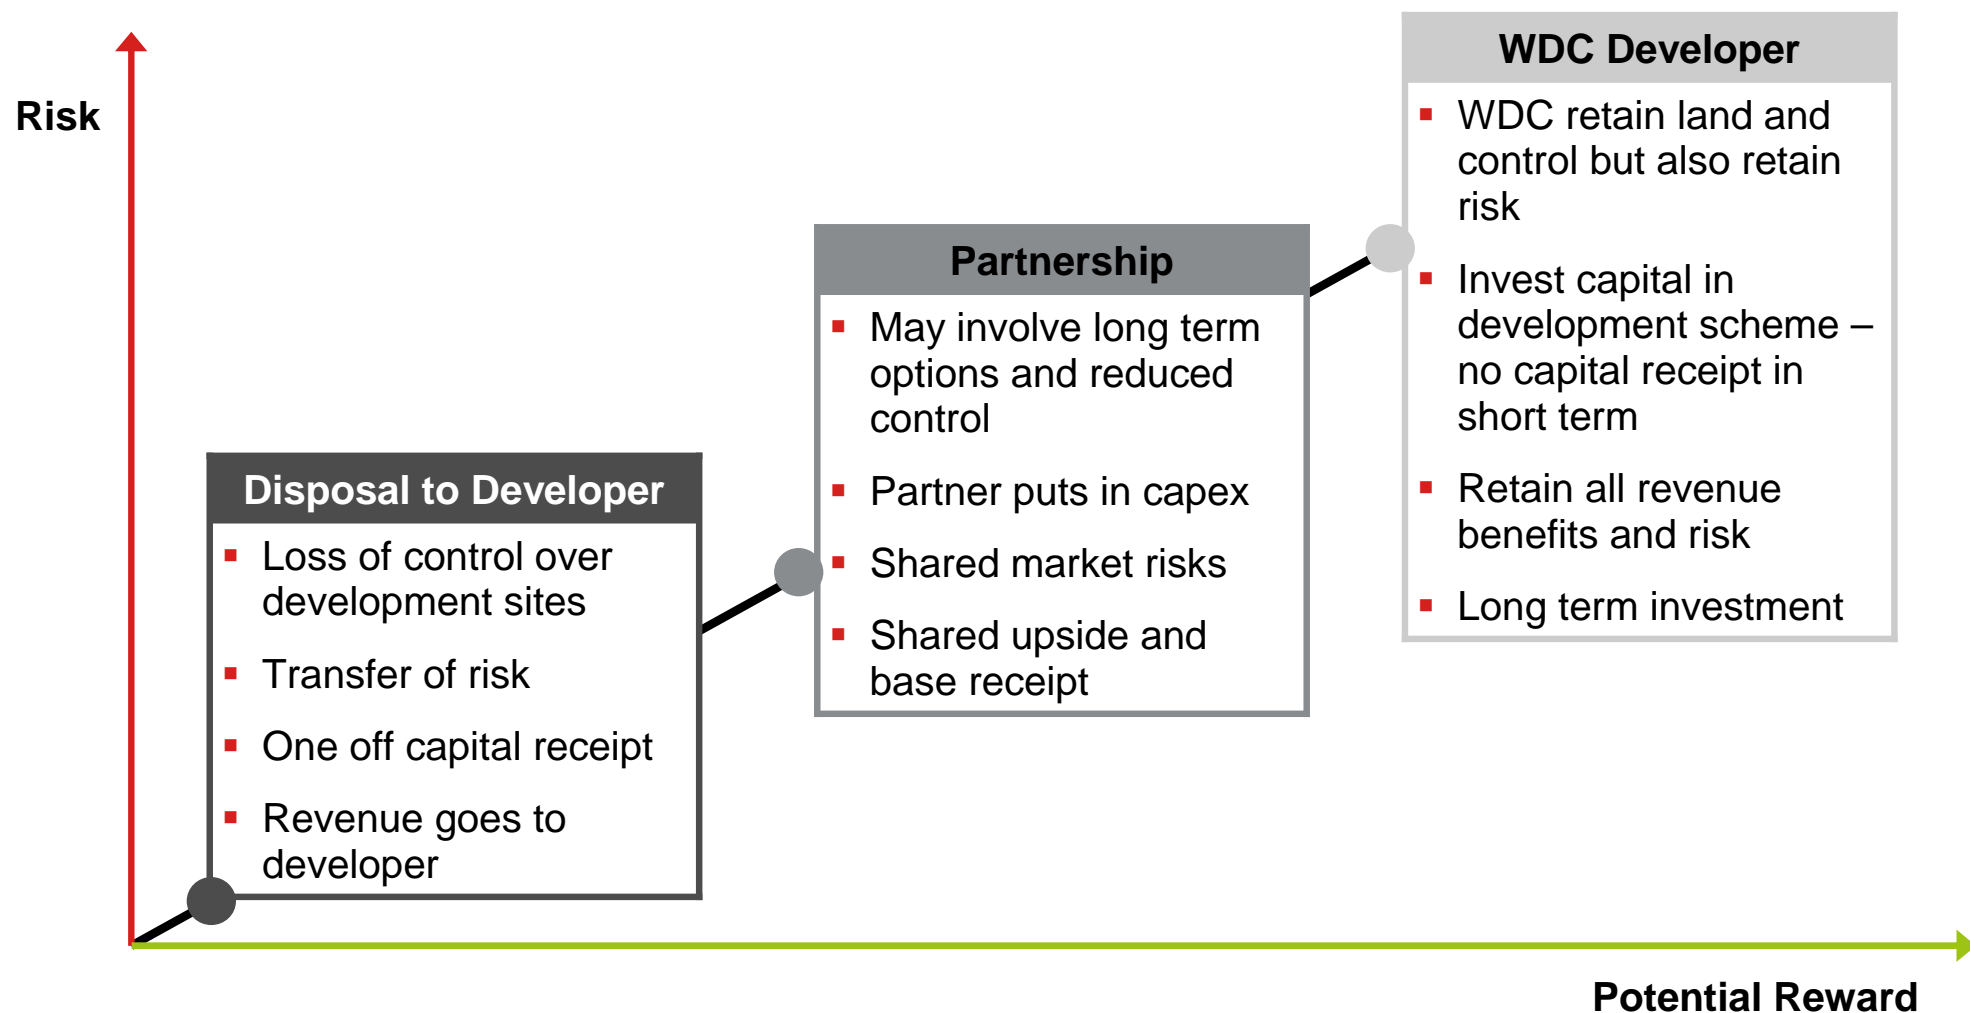 Risk
WDC Developer
▪ WDC retain land and
control but also retain
risk
▪ Invest capital in
development scheme –
no capital receipt in
short term
▪ Retain all revenue
benefits and risk
▪ Long term investment
Partnership
▪ May involve long term
options and reduced
control
▪ Partner puts in capex
▪ Shared market risks
▪ Shared upside and
base receipt
Disposal to Developer
▪ Loss of control over
development sites
▪ Transfer of risk
▪ One off capital receipt
▪ Revenue goes to
developer
Potential Reward